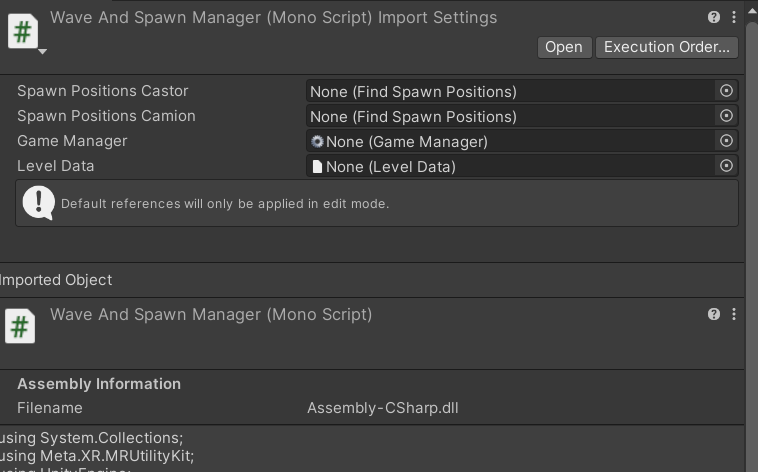 Wave And Spawn Manager (Mono Script) Import Settings
Open Execution Order...
Spawn Positions Castor None (Find Spawn Positions)
Spawn Positions Camion None (Find Spawn Positions)
Game Manager None (Game Manager)
Level Data None (Level Data)
Default references will only be applied in edit mode.
Imported Object
Wave And Spawn Manager (Mono Script)
Assembly Information
Filename Assembly-CSharp.dll
using System.Collections;
using Meta.XR.MRUtilityKit;
using UnityEngine;